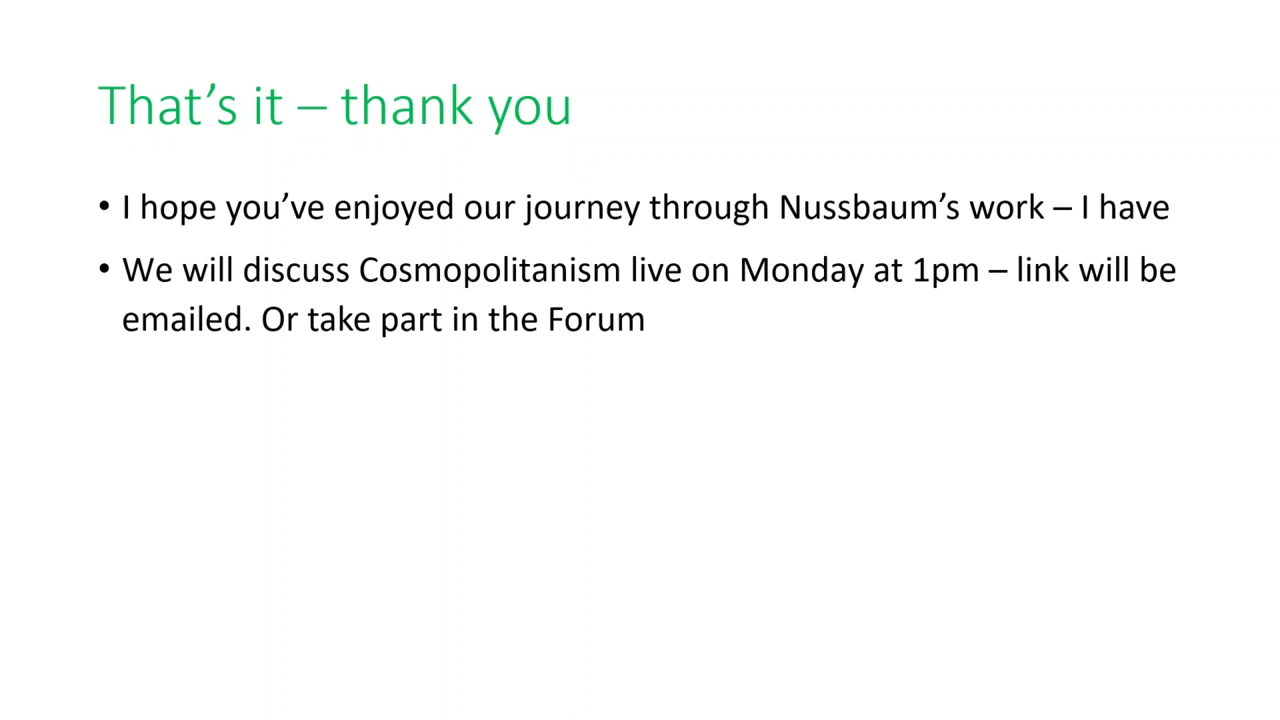 That’s it – thank you
• I hope you’ve enjoyed our journey through Nussbaum’s work – I have
• We will discuss Cosmopolitanism live on Monday at 1pm – link will be
emailed. Or take part in the Forum